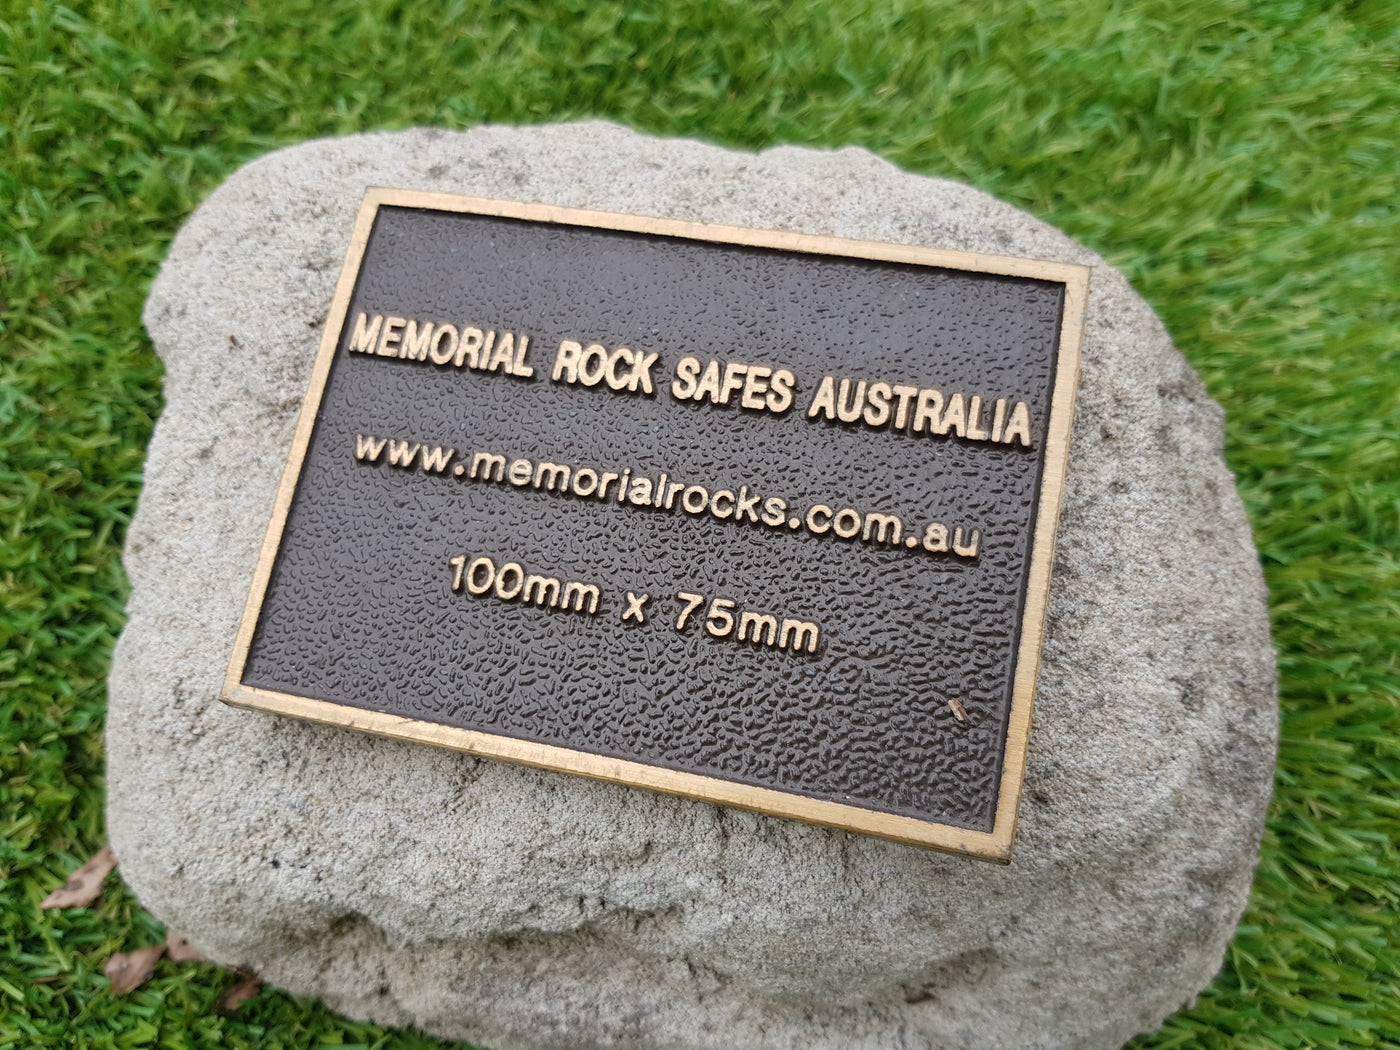 MEMORIAL ROCK SAFES AUSTRALIA
www.memorialrocks.com.au
100mm x 75mm